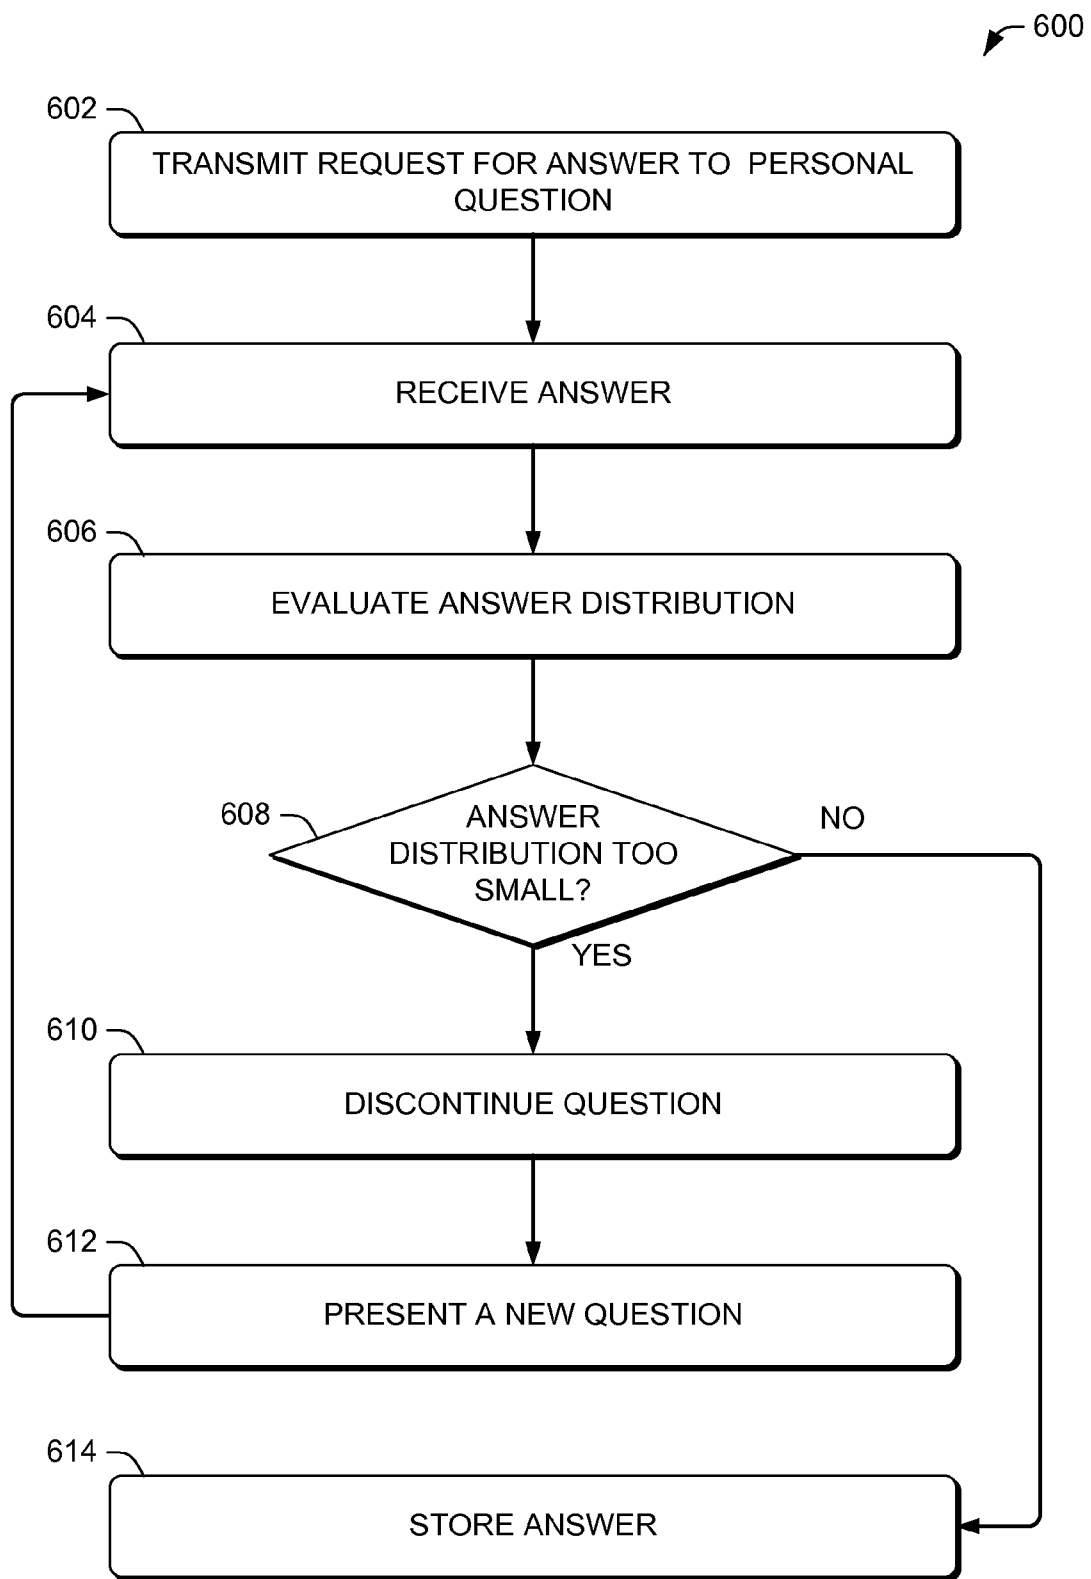 600
602
TRANSMIT REQUEST FOR ANSWER TO PERSONAL
QUESTION
604
RECEIVE ANSWER
606
EVALUATE ANSWER DISTRIBUTION
608
ANSWER
DISTRIBUTION TOO
SMALL?
NO
YES
610
DISCONTINUE QUESTION
612
PRESENT A NEW QUESTION
614
STORE ANSWER